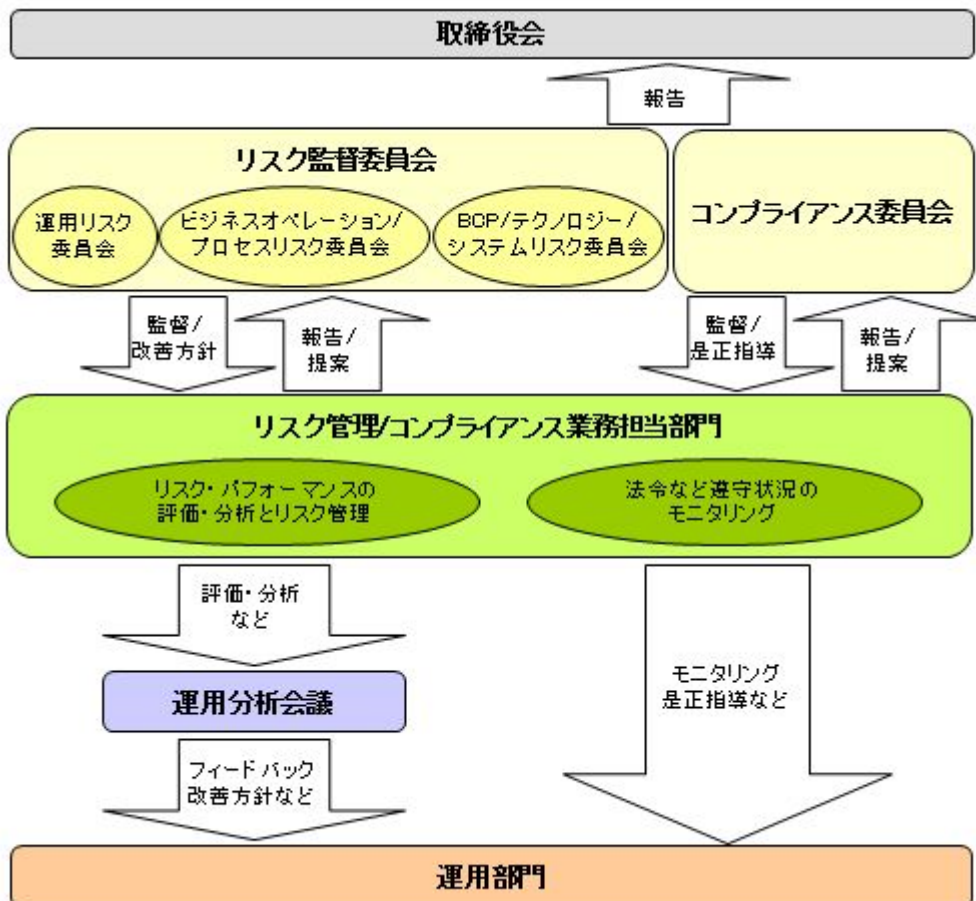 取締役会
報告
リスク監督委員会
運用リスク
委員会
ビジネスオペレーション/
プロセスリスク委員会
BCP/テクノロジー/
システムリスク委員会
コンプライアンス委員会
監督/
改善方針
報告/
提案
監督/
是正指導
報告/
提案
リスク管理/コンプライアンス業務担当部門
リスク・パフォーマンスの
評価・分析とリスク管理
法令など遵守状況の
モニタリング
評価・分析
など
運用分析会議
モニタリング
是正指導など
フィードバック
改善方針など
運用部門